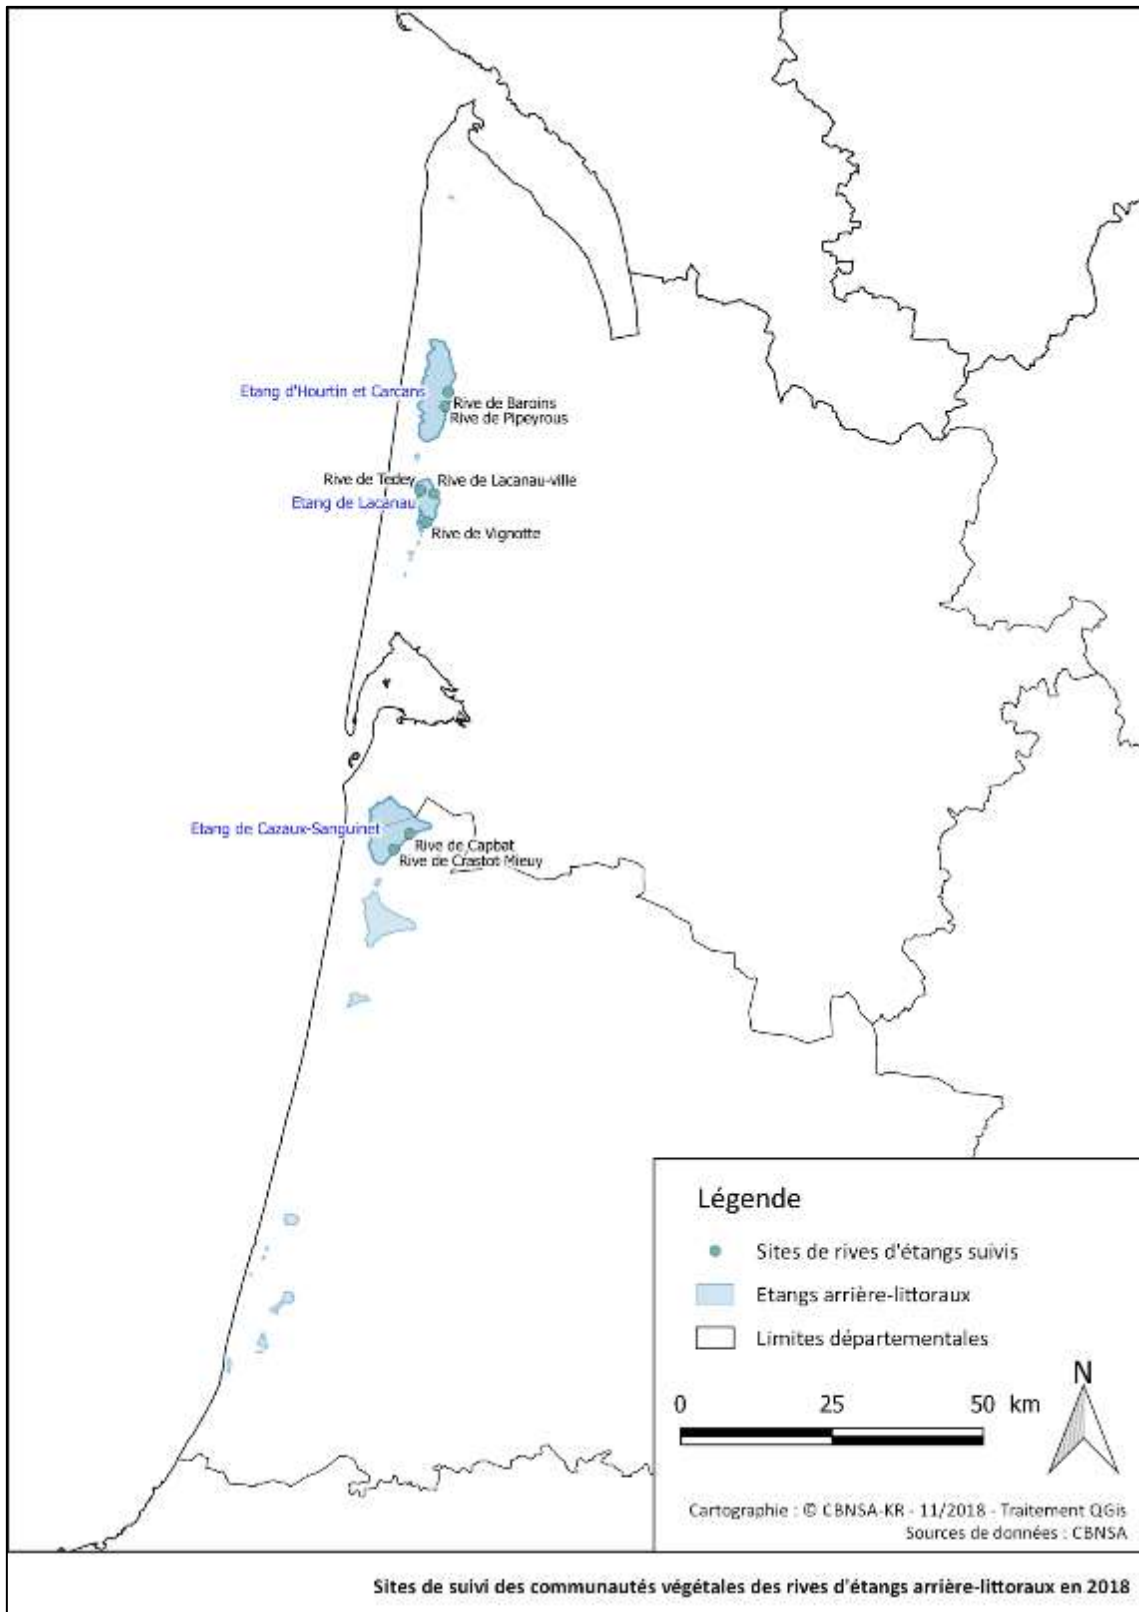 Etang d'Hourtin et Carcans
Rive de Baroins
Rive de Pipeyrous
Rive de Tedey
Rive de Lacanau-ville
Etang de Lacanau
Rive de Vignotte
Etang de Cazaux-Sanguinet
Rive de Capbat
Rive de Crastot Mieuy
Légende
Sites de rives d'étangs suivis
Etangs arrière-littoraux
Limites départementales
N
0 25 50 km
Cartographie : © CBNSA-KR - 11/2018 - Traitement QGis
Sources de données : CBNSA
Sites de suivi des communautés végétales des rives d'étangs arrière-littoraux en 2018